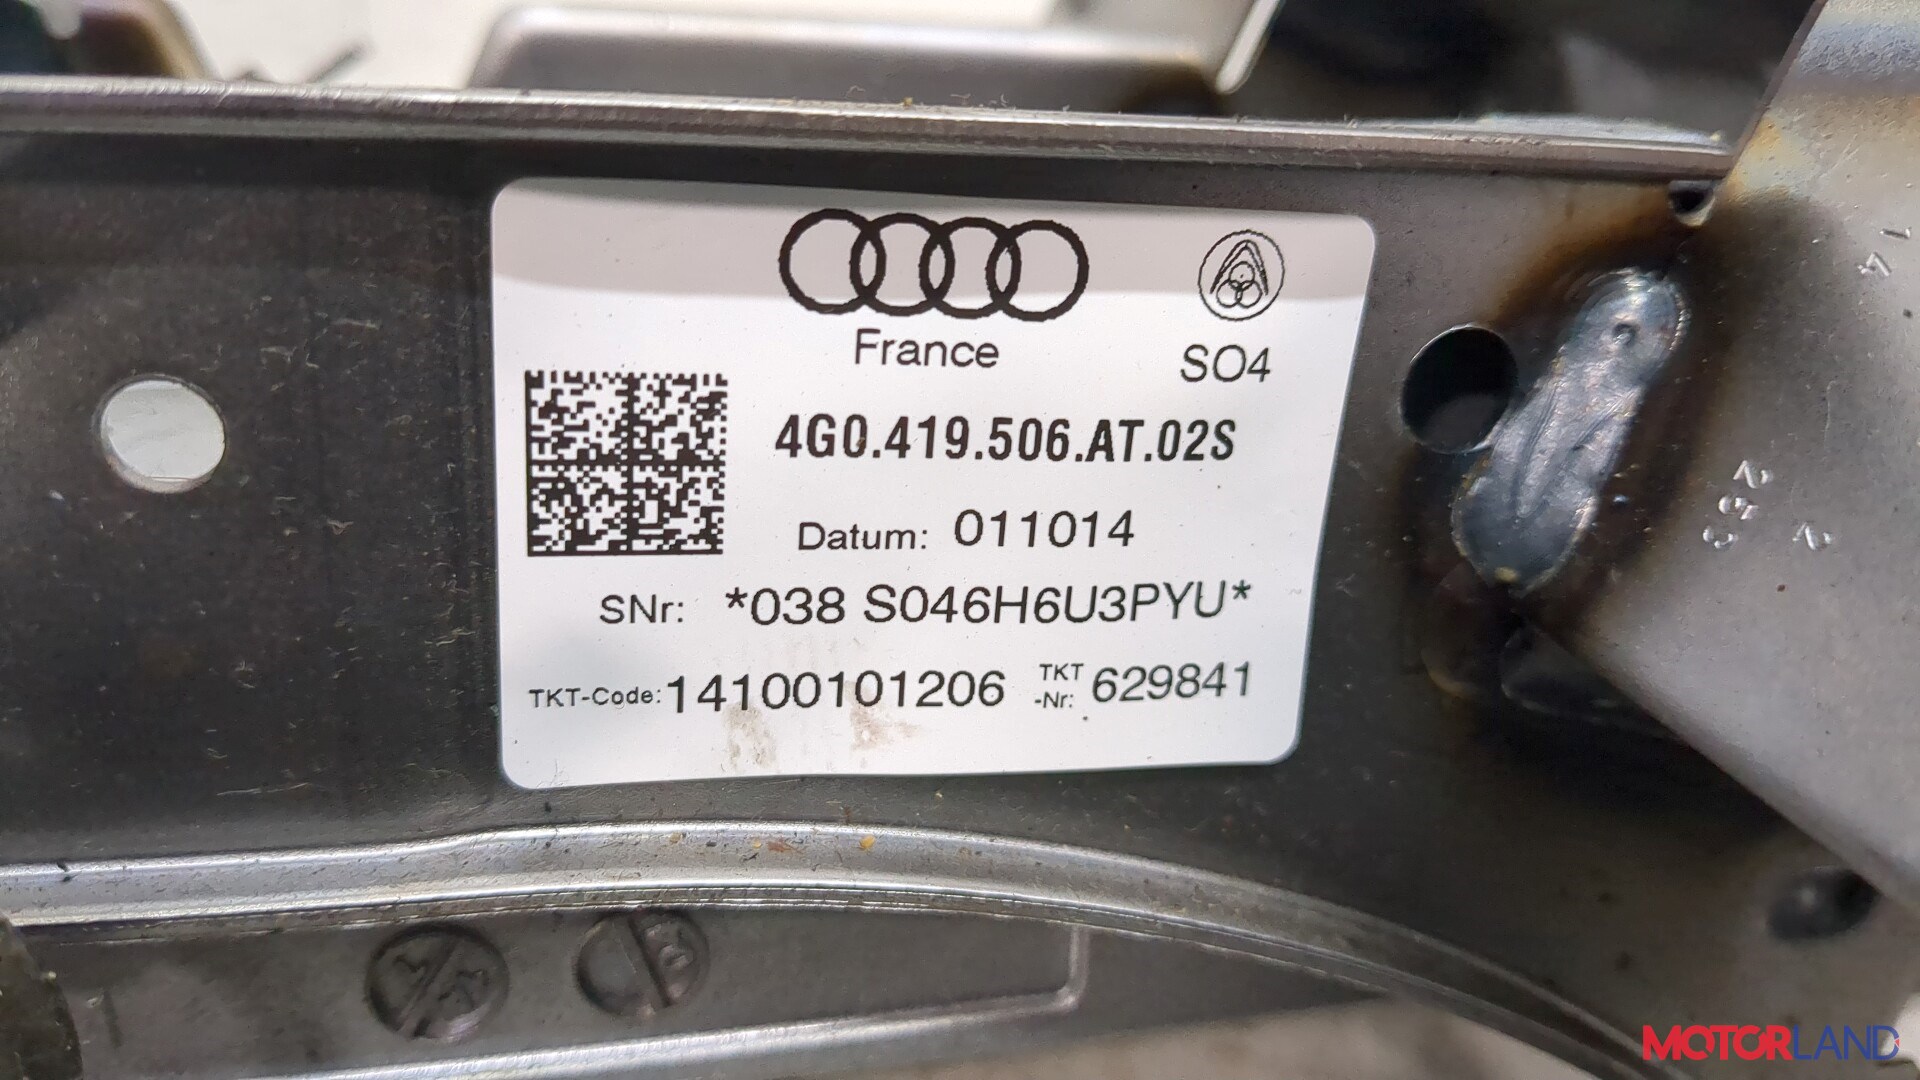 France
SO4
4G0.419.506.AT.02S
Datum: 011014
SNr: *038 S046H6U3PYU*
TKT-Code: 14100101206 TKT-Nr: 629841
MOTORLAND